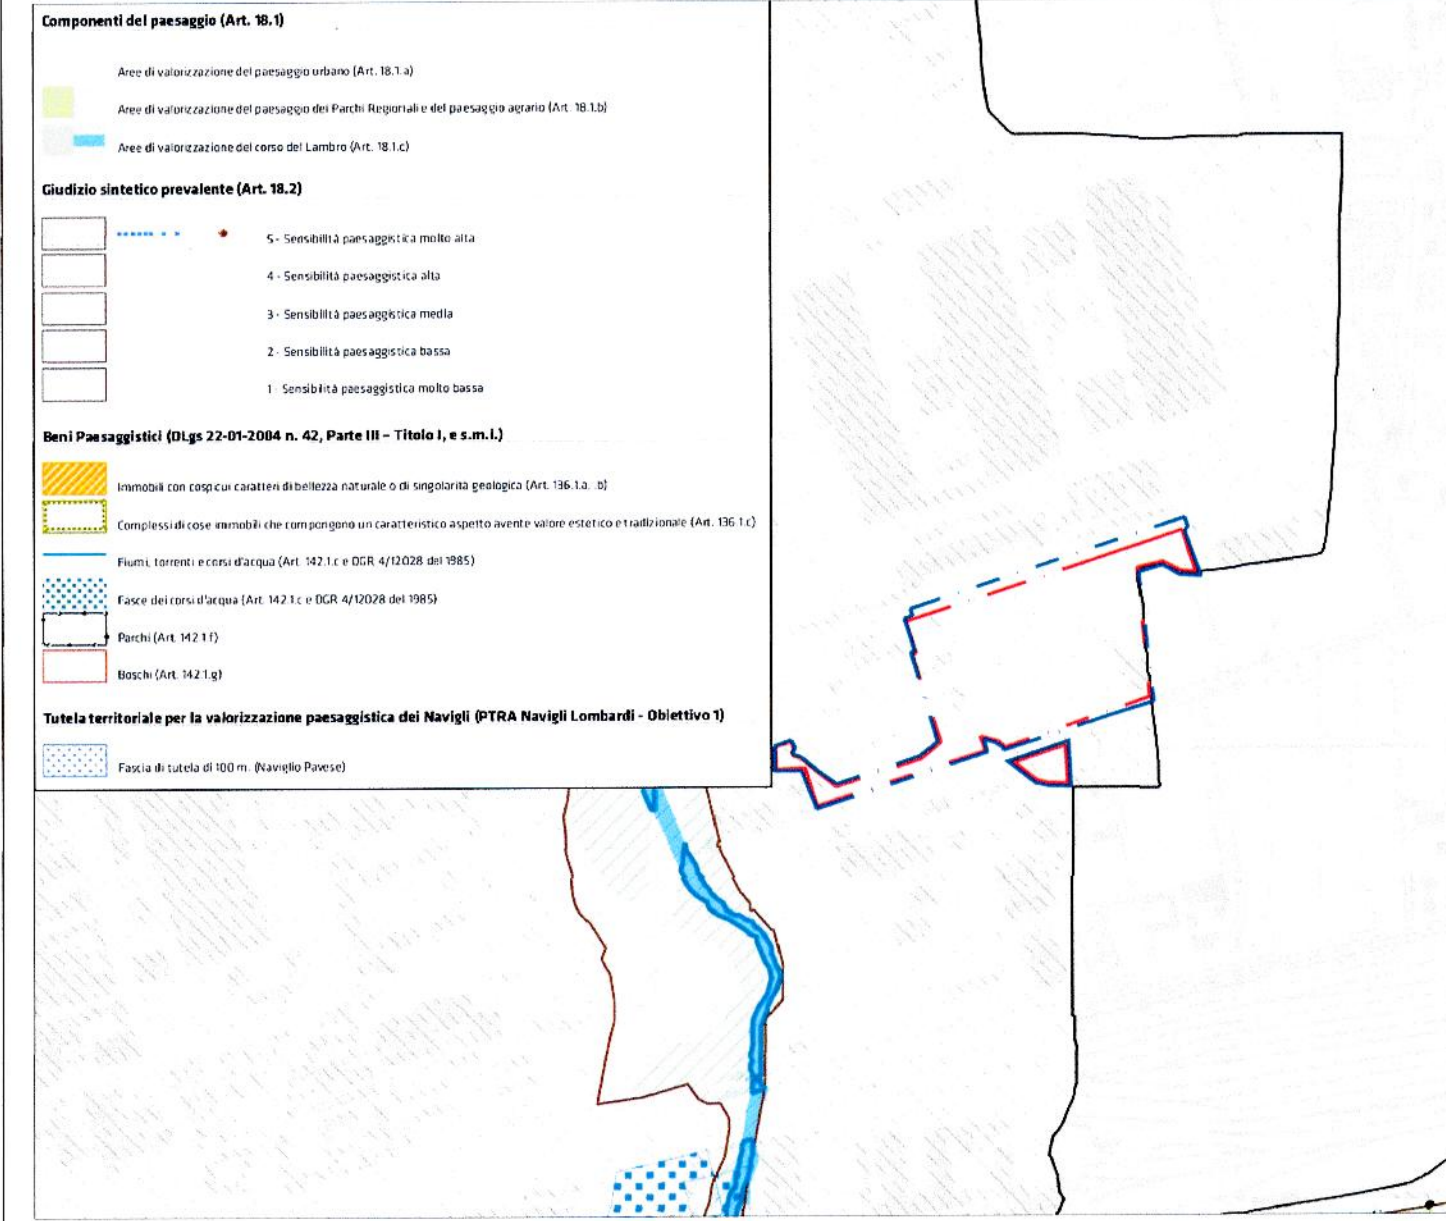 Componenti del paesaggio (Art. 18.1)
Aree di valorizzazione del paesaggio urbano (Art. 18.1.a)
Aree di valorizzazione del paesaggio dei Parchi Regionali e del paesaggio agrario (Art. 18.1.b)
Aree di valorizzazione del corso del Lambro (Art. 18.1.c)
Giudizio sintetico prevalente (Art. 18.2)
5 - Sensibilità paesaggistica molto alta
4 - Sensibilità paesaggistica alta
3 - Sensibilità paesaggistica media
2 - Sensibilità paesaggistica bassa
1 - Sensibilità paesaggistica molto bassa
Beni Paesaggistici (DLgs 22-01-2004 n. 42, Parte III – Titolo I, e s.m.i.)
Immobili con cospicui caratteri di bellezza naturale o di singolarità geologica (Art. 136.1.a, .b)
Complessi di cose immobili che compongono un caratteristico aspetto avente valore estetico e tradizionale (Art. 136.1.c)
Fiumi, torrenti e corsi d'acqua (Art. 142.1.c e DGR 4/12028 del 1985)
Fasce dei corsi d'acqua (Art. 142.1.c e DGR 4/12028 del 1985)
Parchi (Art. 142.1.f)
Boschi (Art. 142.1.g)
Tutela territoriale per la valorizzazione paesaggistica dei Navigli (PTRA Navigli Lombardi - Obiettivo 1)
Fascia di tutela di 100 m. (Naviglio Pavese)